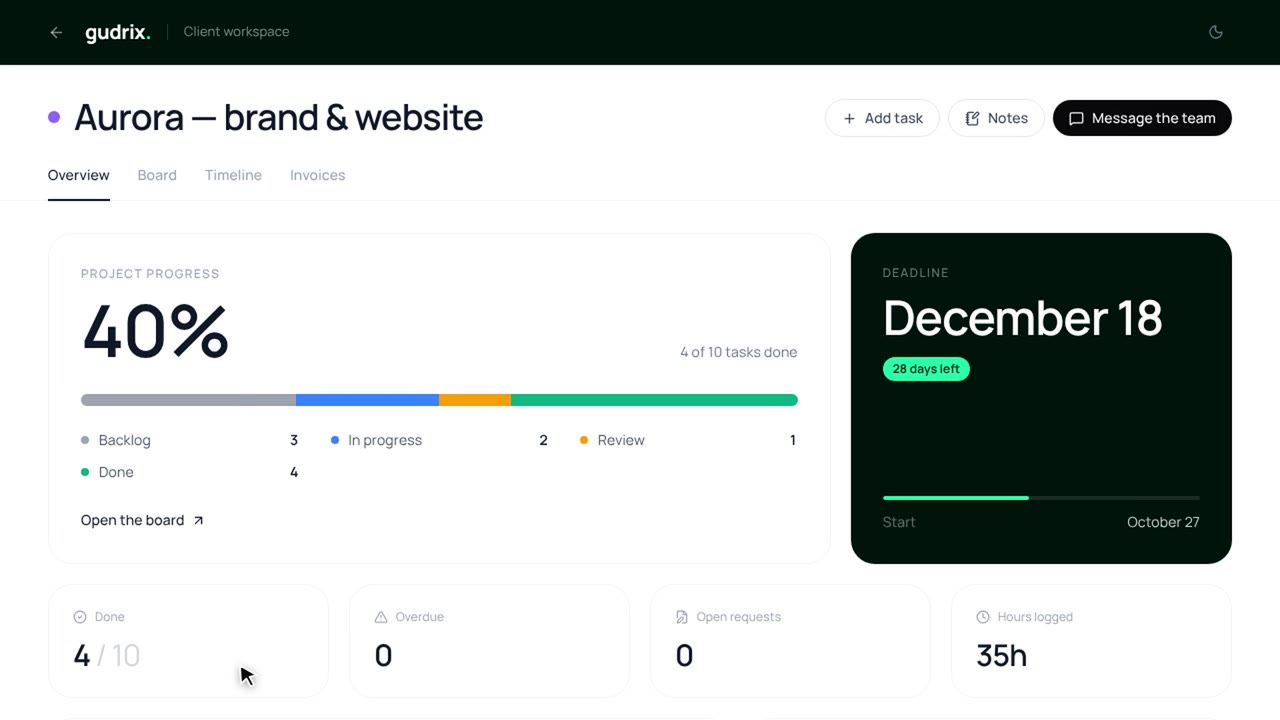 gudrix.
Client workspace
Aurora — brand & website
Add task
Notes
Message the team
Overview
Board
Timeline
Invoices
PROJECT PROGRESS
40%
4 of 10 tasks done
Backlog 3
In progress 2
Review 1
Done 4
Open the board
DEADLINE
December 18
28 days left
Start
October 27
Done
4 / 10
Overdue
0
Open requests
0
Hours logged
35h